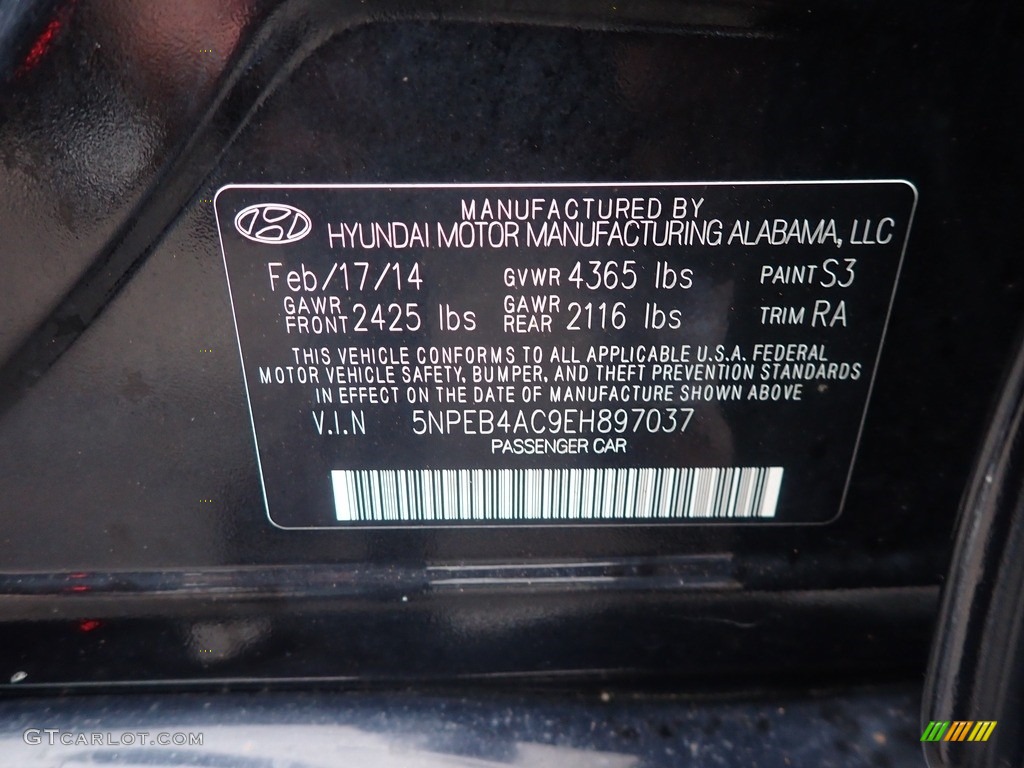 MANUFACTURED BY
HYUNDAI MOTOR MANUFACTURING ALABAMA, LLC
Feb/17/14 GVWR 4365 lbs PAINT S3
GAWR FRONT 2425 lbs GAWR REAR 2116 lbs TRIM RA
THIS VEHICLE CONFORMS TO ALL APPLICABLE U.S.A. FEDERAL
MOTOR VEHICLE SAFETY, BUMPER, AND THEFT PREVENTION STANDARDS
IN EFFECT ON THE DATE OF MANUFACTURE SHOWN ABOVE
V.I.N 5NPEB4AC9EH897037
PASSENGER CAR
GTCARLOT.COM